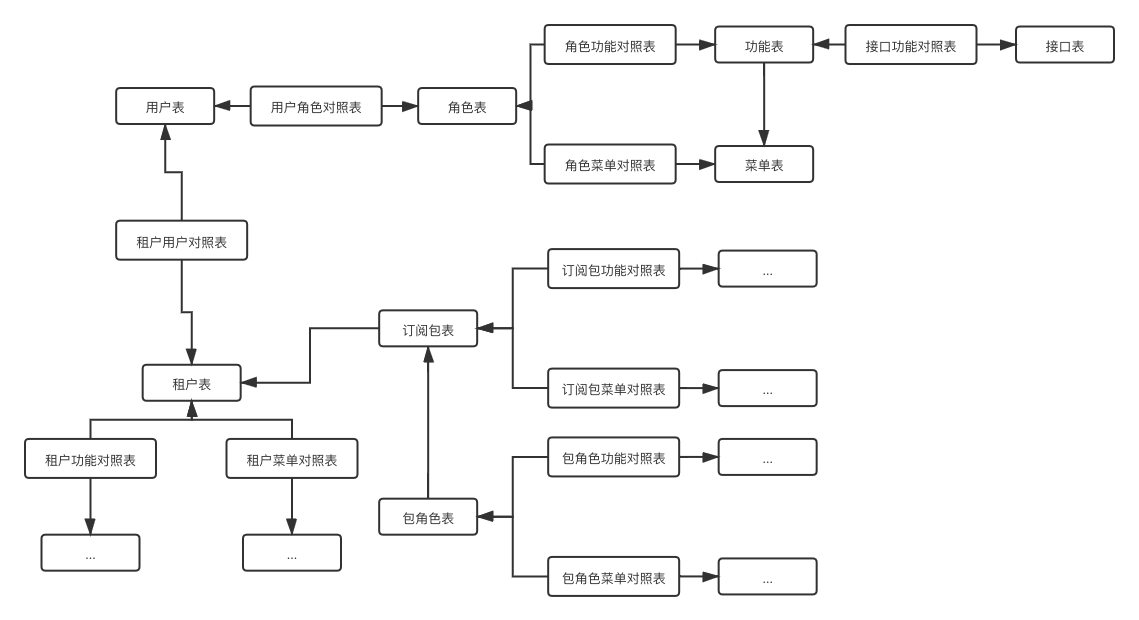 角色功能对照表
功能表
接口功能对照表
接口表
用户表
用户角色对照表
角色表
角色菜单对照表
菜单表
租户用户对照表
订阅包功能对照表
...
订阅包表
租户表
订阅包菜单对照表
...
租户功能对照表
租户菜单对照表
包角色功能对照表
...
包角色表
...
...
包角色菜单对照表
...